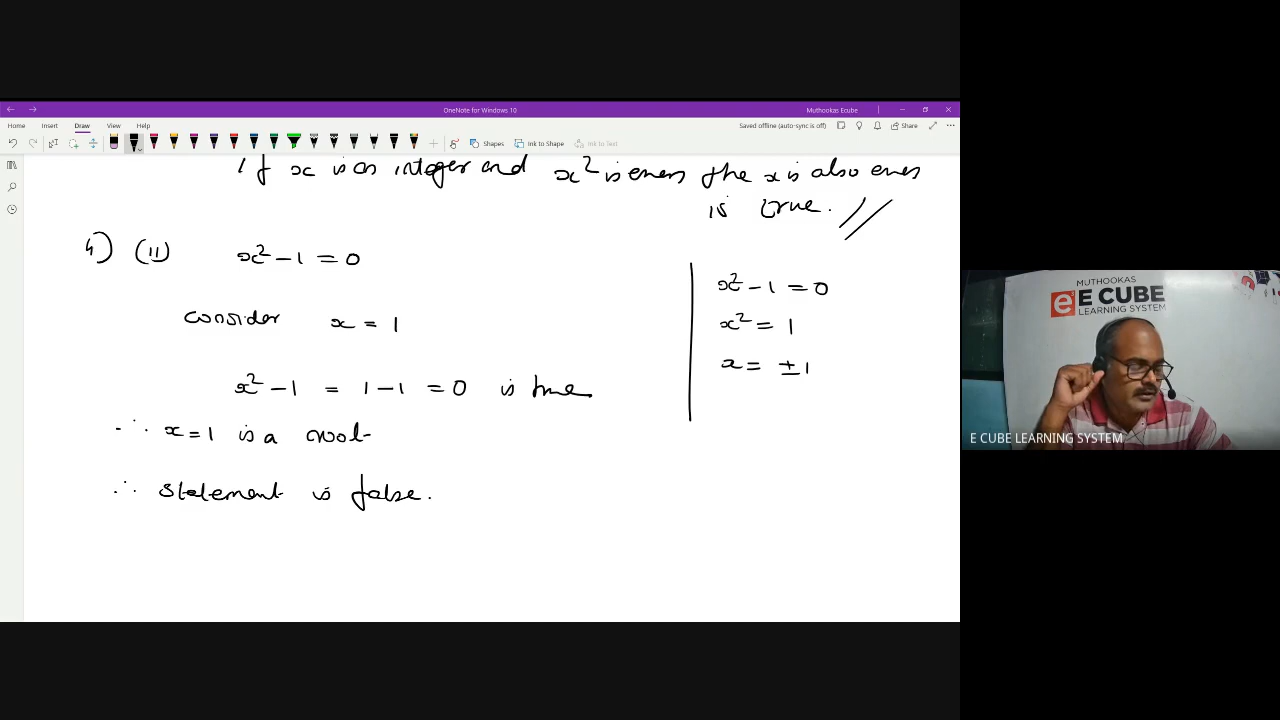 OneNote for Windows 10
Muthookas Ecube
Home Insert Draw View Help
Saved offline (auto-sync is off)
Share
Shapes
Ink to Shape
Ink to Text
If x is an integer and x² is even the x is also even
is true.
4) (ii) x² - 1 = 0
consider x = 1
x² - 1 = 1 - 1 = 0 is true
∴ x = 1 is a root
∴ statement is false.
x² - 1 = 0
x² = 1
x = ± 1
MUTHOOKAS
e E CUBE
LEARNING SYSTEM
E CUBE LEARNING SYSTEM